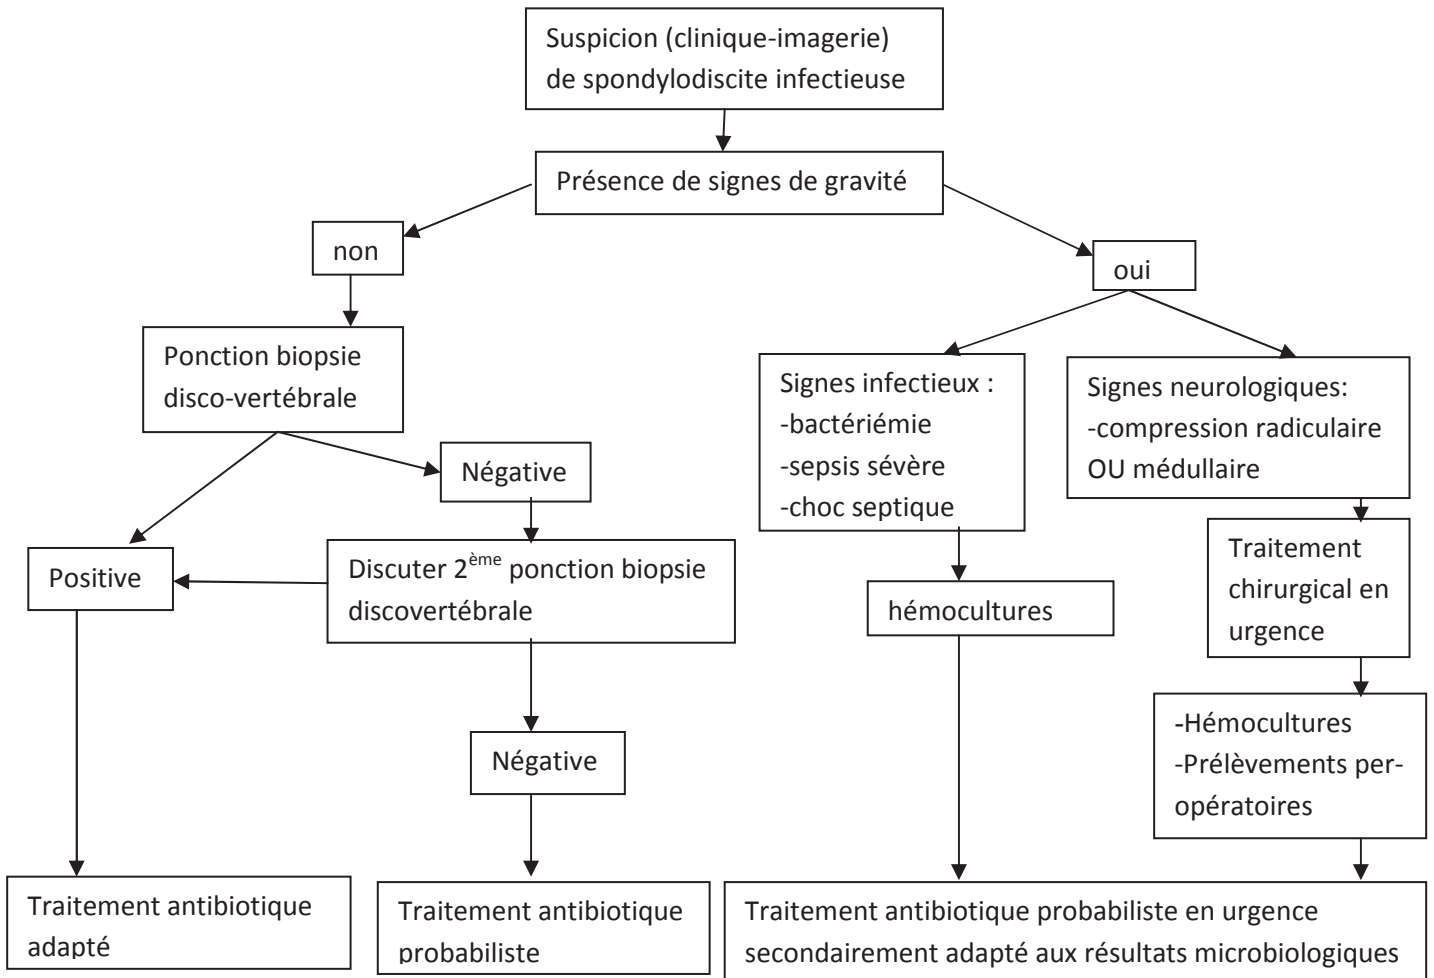 Suspicion (clinique-imagerie)
de spondylodiscite infectieuse
Présence de signes de gravité
non
oui
Ponction biopsie
disco-vertébrale
Signes infectieux :
-bactériémie
-sepsis sévère
-choc septique
Signes neurologiques:
-compression radiculaire
OU médullaire
Négative
Positive
Discuter 2ème ponction biopsie
discovertébrale
hémocultures
Traitement
chirurgical en
urgence
Négative
-Hémocultures
-Prélèvements per-
opératoires
Traitement antibiotique
adapté
Traitement antibiotique
probabiliste
Traitement antibiotique probabiliste en urgence
secondairement adapté aux résultats microbiologiques